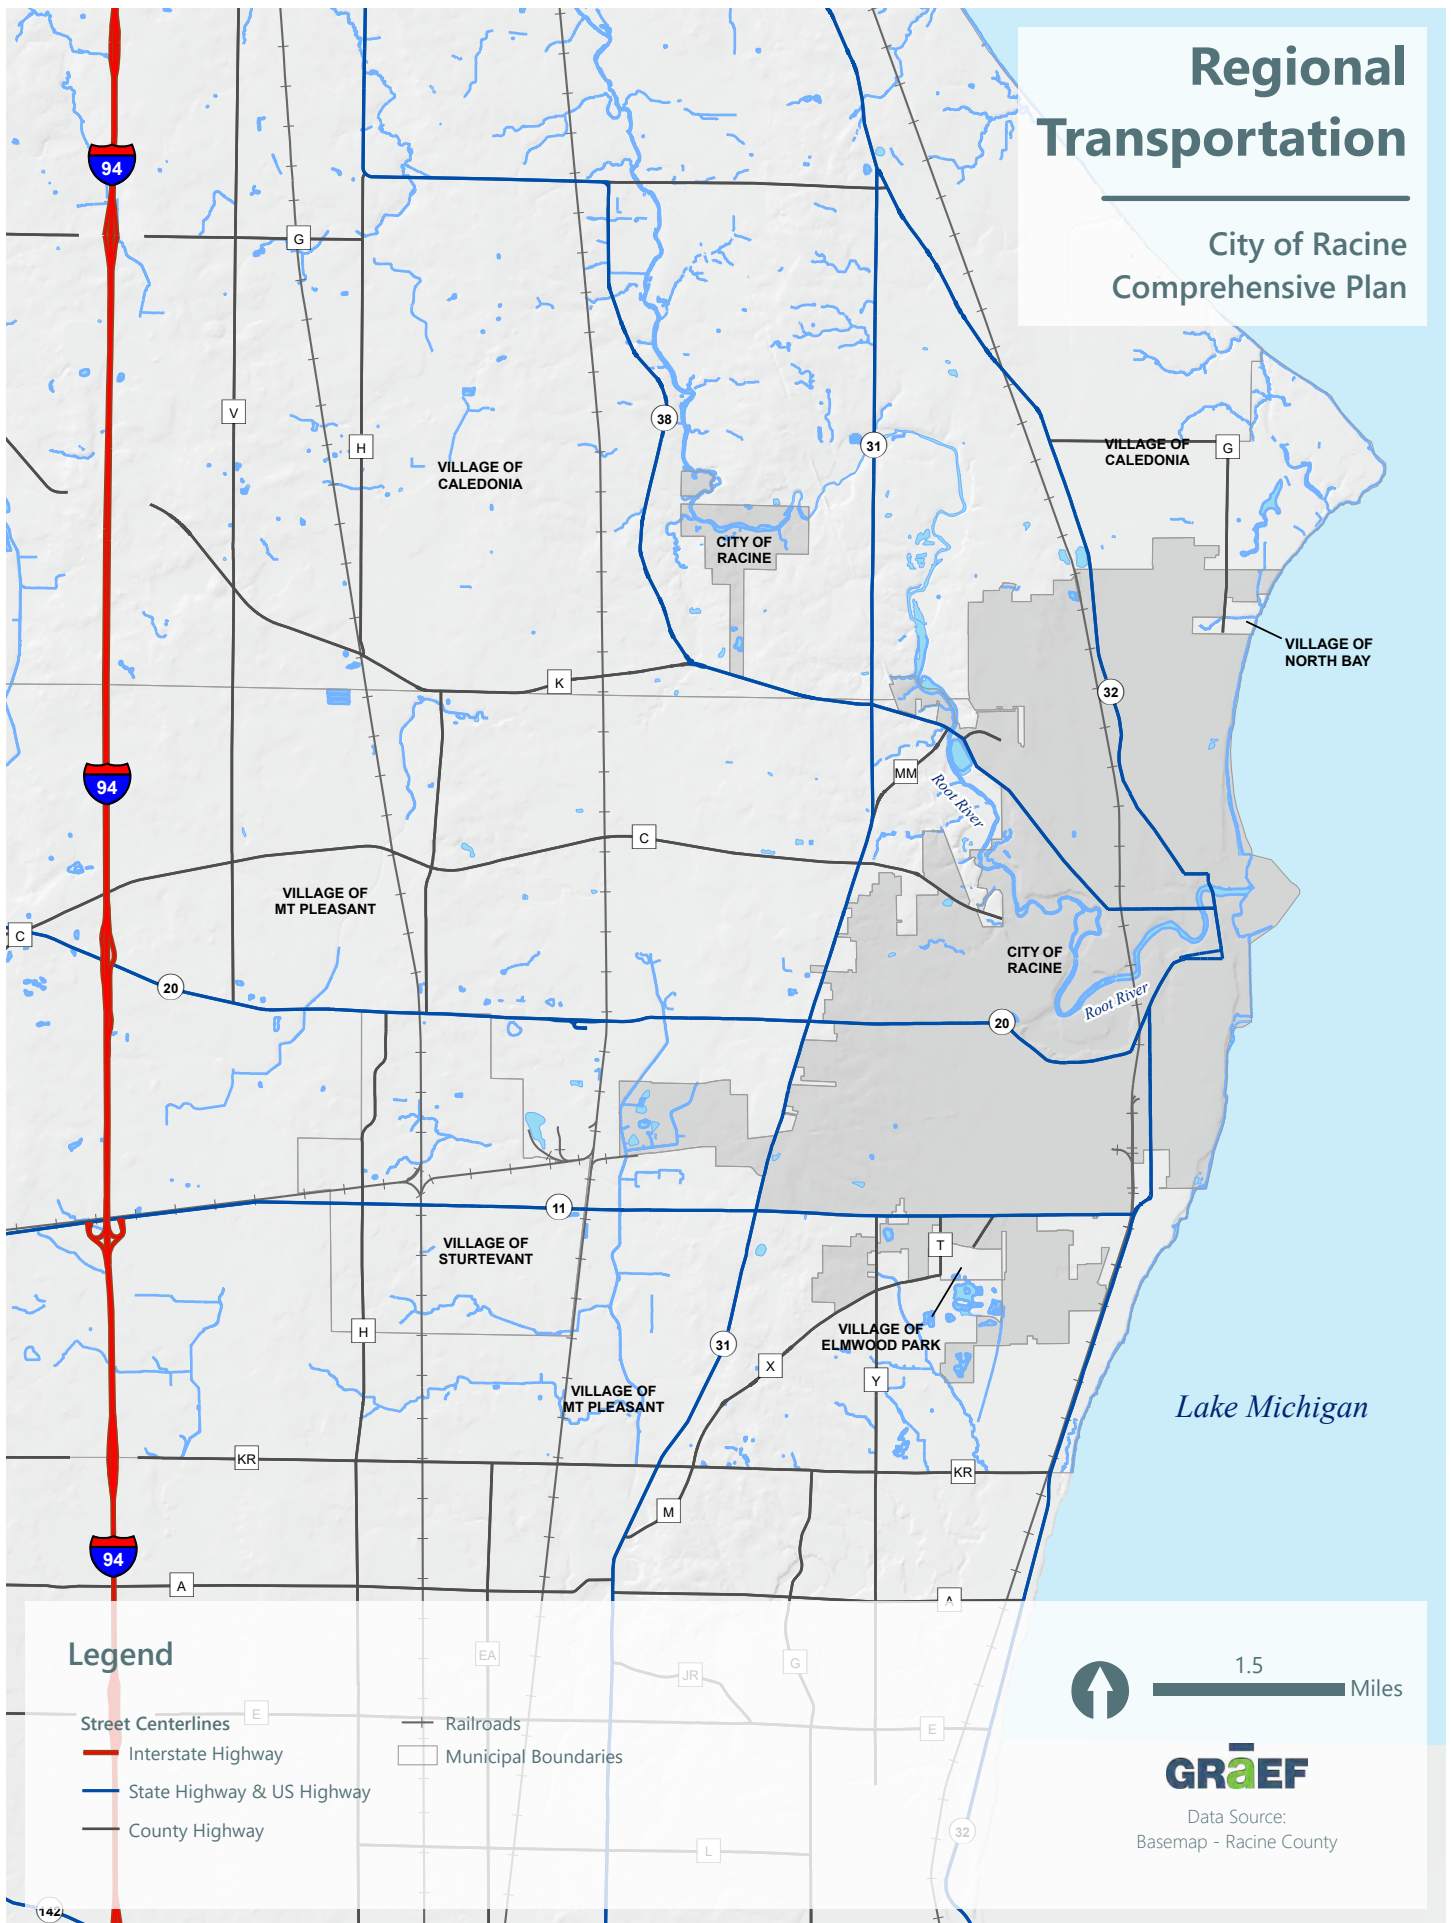 Regional
Transportation
City of Racine
Comprehensive Plan
94
G
V
H
38
31
VILLAGE OF
CALEDONIA
VILLAGE OF
CALEDONIA
G
CITY OF
RACINE
VILLAGE OF
NORTH BAY
K
32
94
MM
Root River
C
VILLAGE OF
MT PLEASANT
C
CITY OF
RACINE
20
Root River
20
11
VILLAGE OF
STURTEVANT
T
H
VILLAGE OF
ELMWOOD PARK
31
X
Y
VILLAGE OF
MT PLEASANT
Lake Michigan
KR
KR
M
94
A
A
Legend
EA
JR
G
E
E
L
32
142
Street Centerlines
Interstate Highway
State Highway & US Highway
County Highway
Railroads
Municipal Boundaries
1.5
Miles
GRAEF
Data Source:
Basemap - Racine County